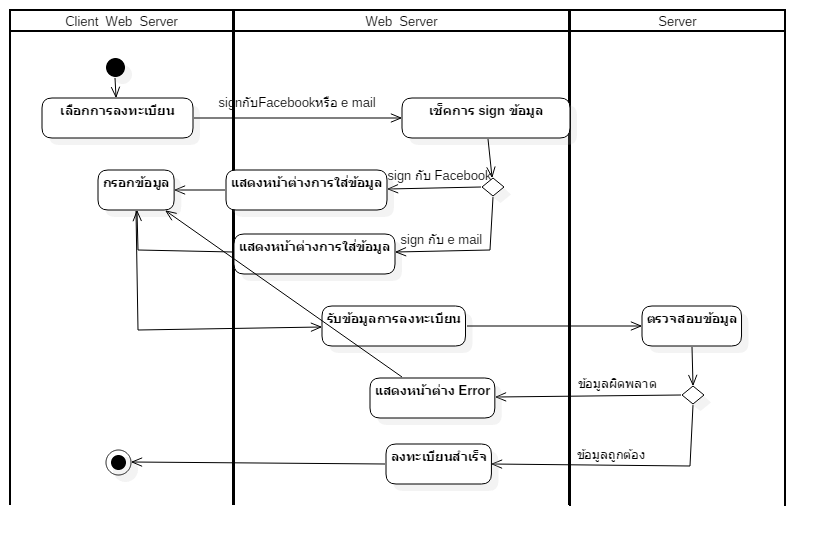 Client Web Server
Web Server
Server
signกับFacebookหรือ e mail
เลือกการลงทะเบียน
เช็คการ sign ข้อมูล
sign กับ Facebook
กรอกข้อมูล
แสดงหน้าต่างการใส่ข้อมูล
sign กับ e mail
แสดงหน้าต่างการใส่ข้อมูล
รับข้อมูลการลงทะเบียน
ตรวจสอบข้อมูล
ข้อมูลผิดพลาด
แสดงหน้าต่าง Error
ข้อมูลถูกต้อง
ลงทะเบียนสำเร็จ